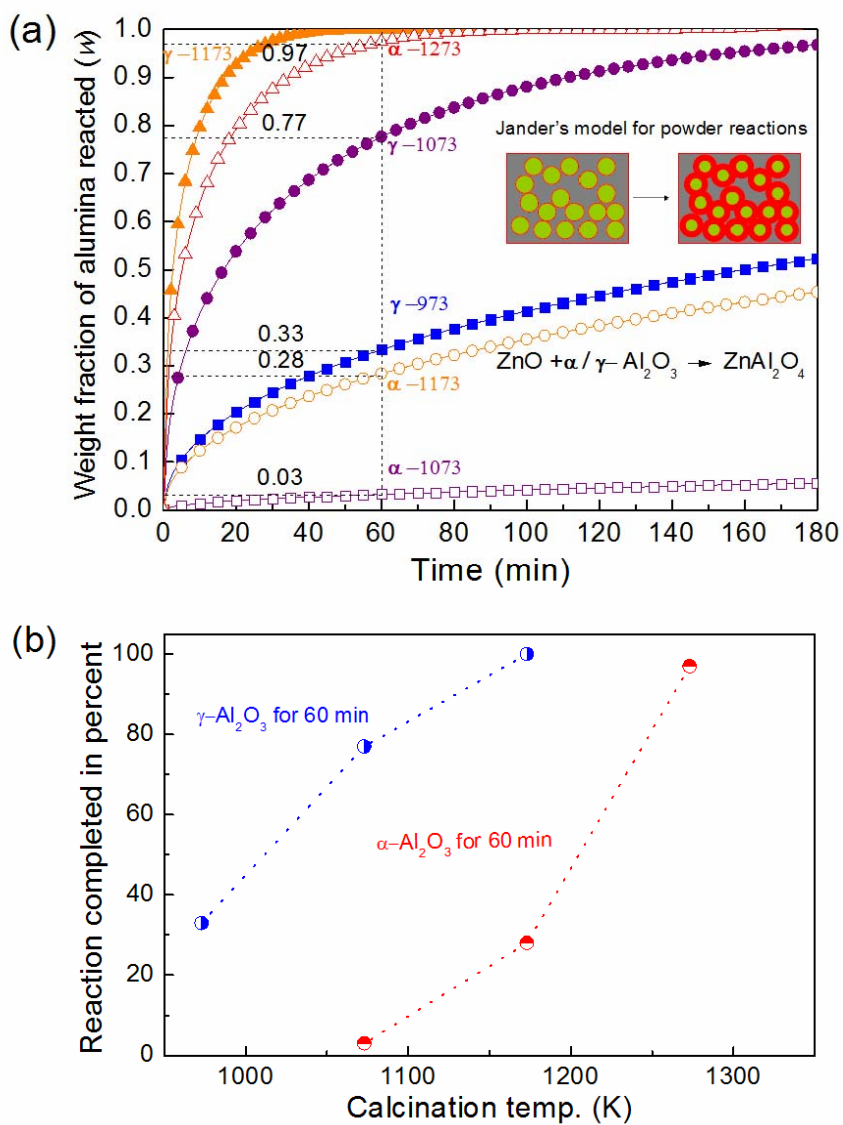 (a)
Weight fraction of alumina reacted (w)
1.0
0.9
0.8
0.7
0.6
0.5
0.4
0.3
0.2
0.1
0.0
γ –1173
0.97
α –1273
0.77
γ –1073
Jander's model for powder reactions
γ –973
0.33
0.28
ZnO + α / γ – Al₂O₃ → ZnAl₂O₄
α –1173
α –1073
0.03
0 20 40 60 80 100 120 140 160 180
Time (min)
(b)
Reaction completed in percent
100
80
60
40
20
0
γ–Al₂O₃ for 60 min
α–Al₂O₃ for 60 min
1000 1100 1200 1300
Calcination temp. (K)